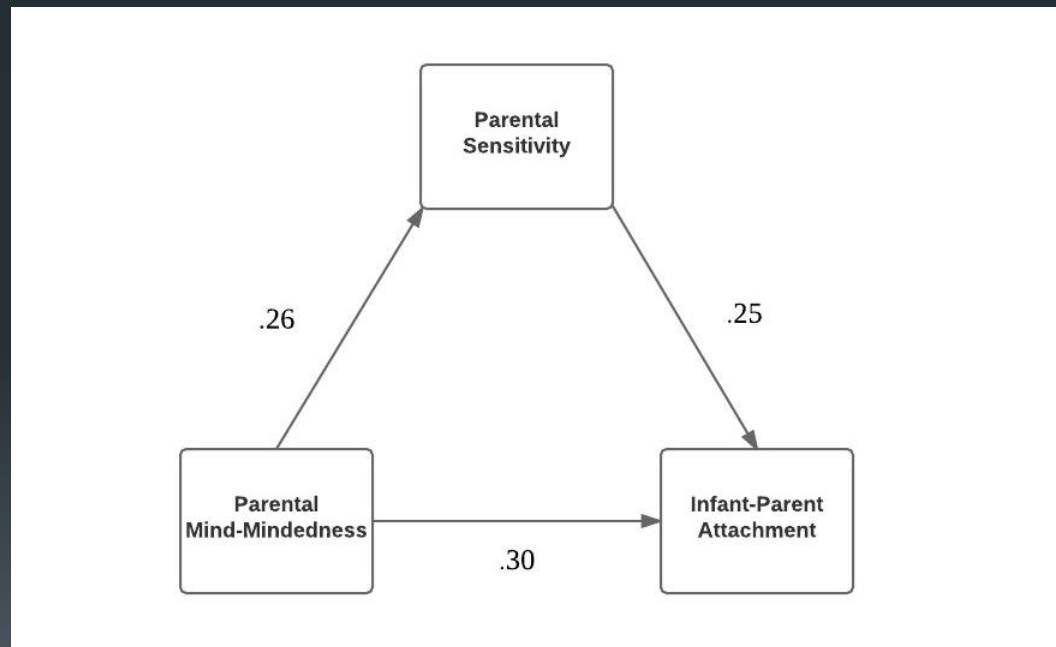 Parental
Sensitivity
.26
.25
Parental
Mind-Mindedness
Infant-Parent
Attachment
.30